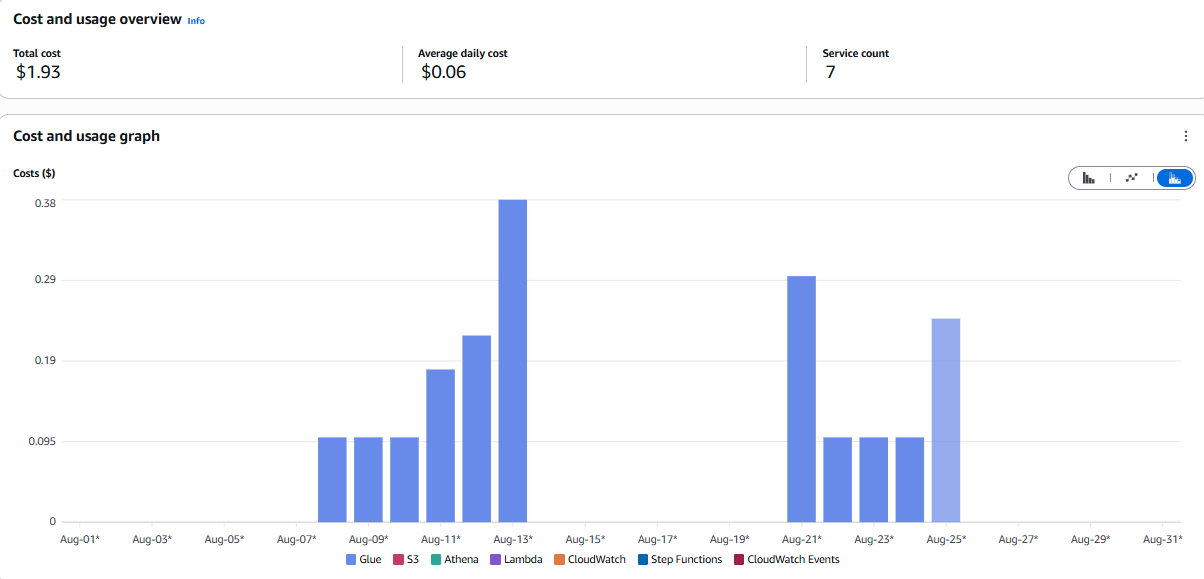 Cost and usage overview Info
Total cost Average daily cost Service count
$1.93 $0.06 7
Cost and usage graph
Costs ($)
0.38
0.29
0.19
0.095
0
Aug-01* Aug-03* Aug-05* Aug-07* Aug-09* Aug-11* Aug-13* Aug-15* Aug-17* Aug-19* Aug-21* Aug-23* Aug-25* Aug-27* Aug-29* Aug-31*
Glue S3 Athena Lambda CloudWatch Step Functions CloudWatch Events